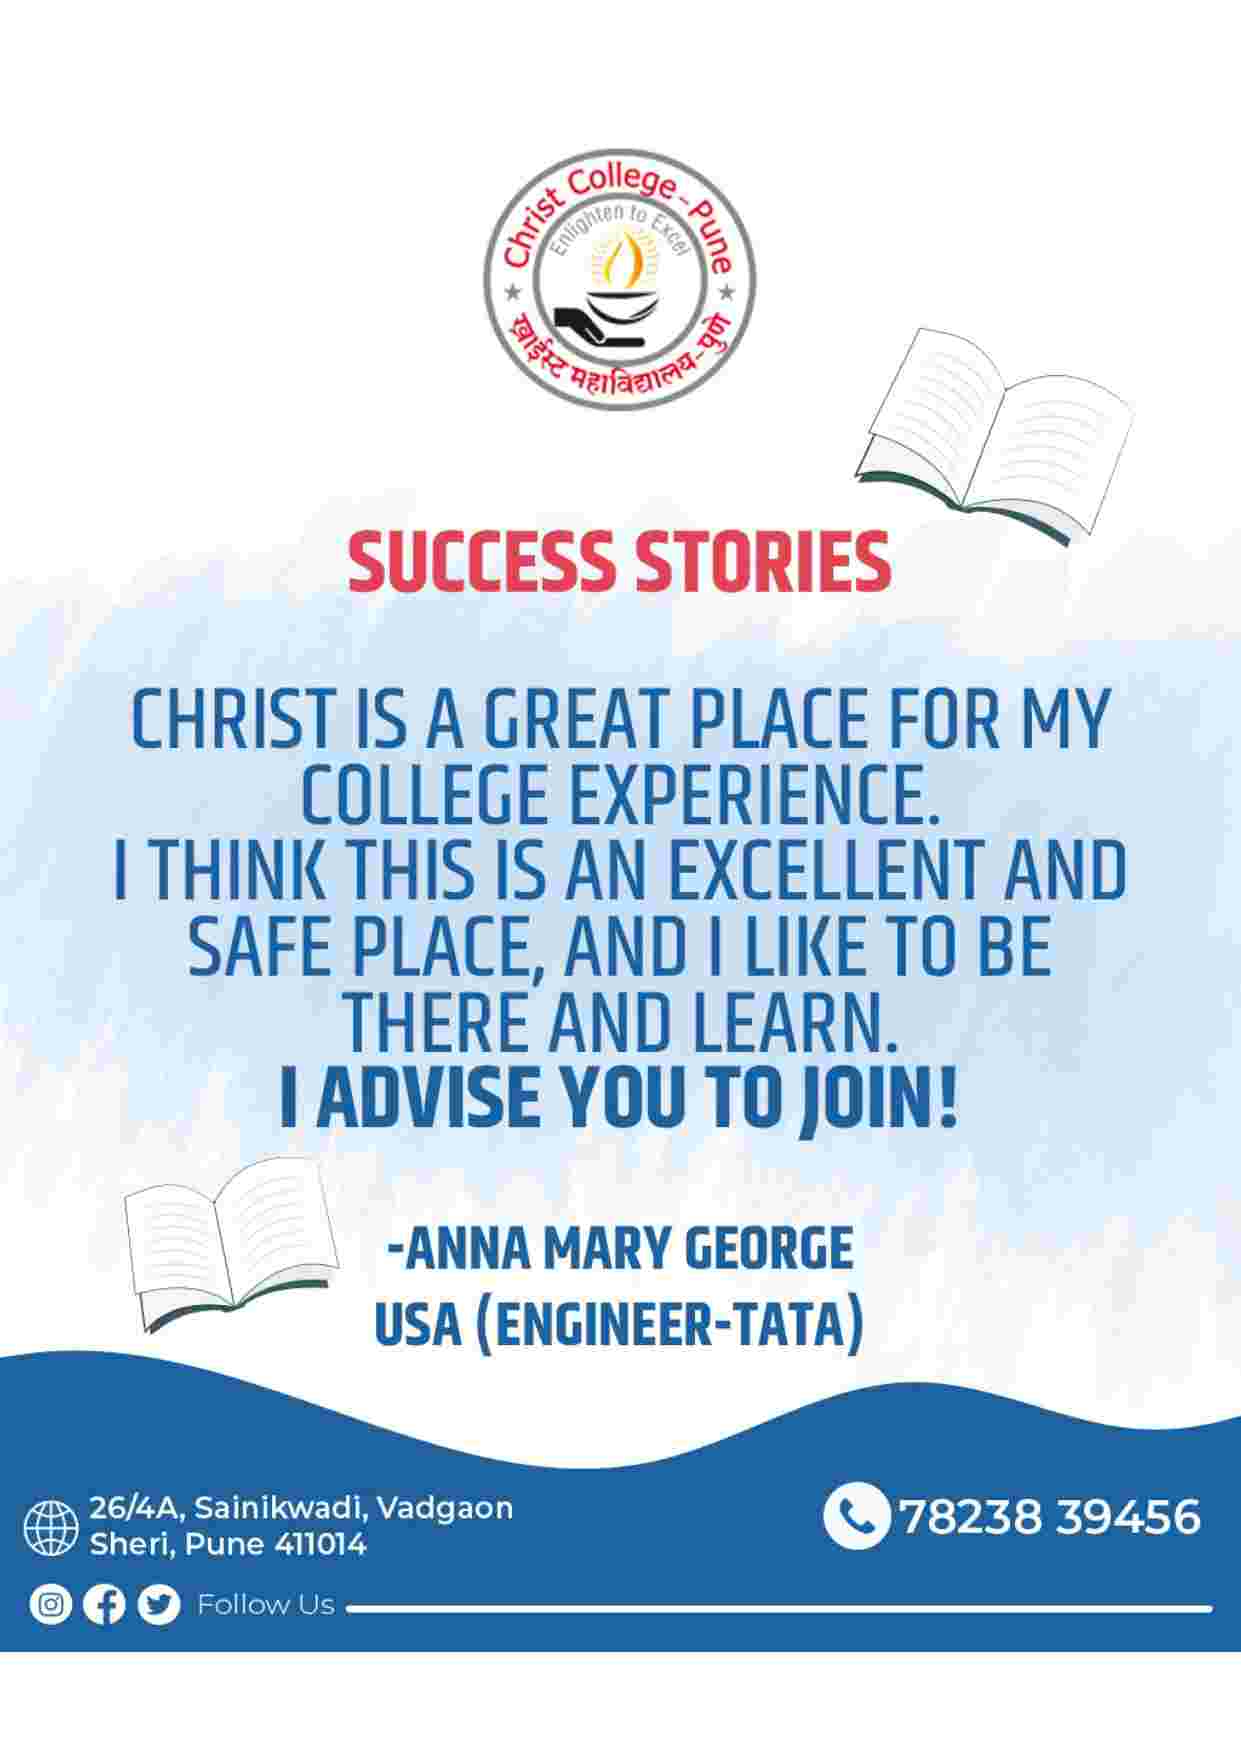 Christ College - Pune
Enlighten to Excel
ख्राईस्ट महाविद्यालय-पुणे
SUCCESS STORIES
CHRIST IS A GREAT PLACE FOR MY
COLLEGE EXPERIENCE.
I THINK THIS IS AN EXCELLENT AND
SAFE PLACE, AND I LIKE TO BE
THERE AND LEARN.
I ADVISE YOU TO JOIN!
-ANNA MARY GEORGE
USA (ENGINEER-TATA)
26/4A, Sainikwadi, Vadgaon
Sheri, Pune 411014
78238 39456
Follow Us